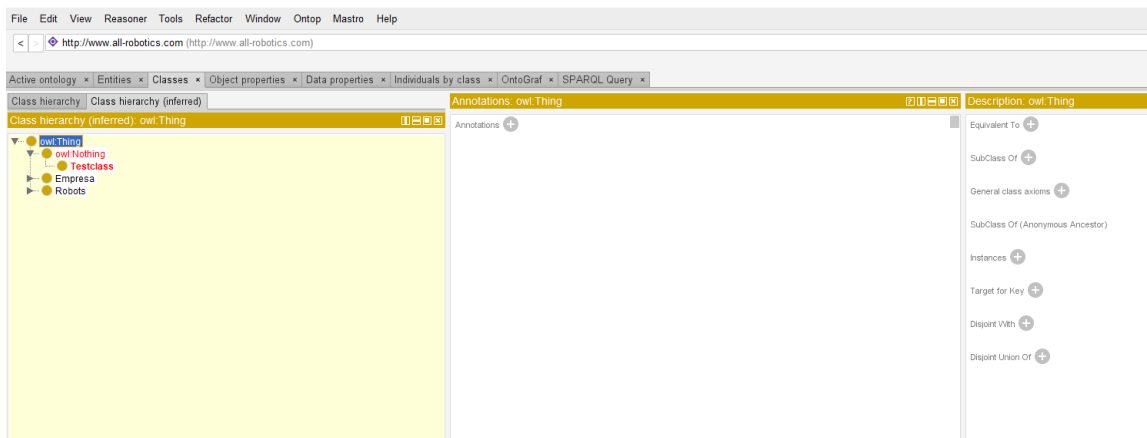 File Edit View Reasoner Tools Refactor Window Ontop Mastro Help
< > http://www.all-robotics.com (http://www.all-robotics.com)
Active ontology × Entities × Classes × Object properties × Data properties × Individuals by class × OntoGraf × SPARQL Query ×
Class hierarchy Class hierarchy (inferred)
Class hierarchy (inferred): owl:Thing
owl:Thing
owl:Nothing
Testclass
Empresa
Robots
Annotations: owl:Thing
Annotations
Description: owl:Thing
Equivalent To
SubClass Of
General class axioms
SubClass Of (Anonymous Ancestor)
Instances
Target for Key
Disjoint With
Disjoint Union Of